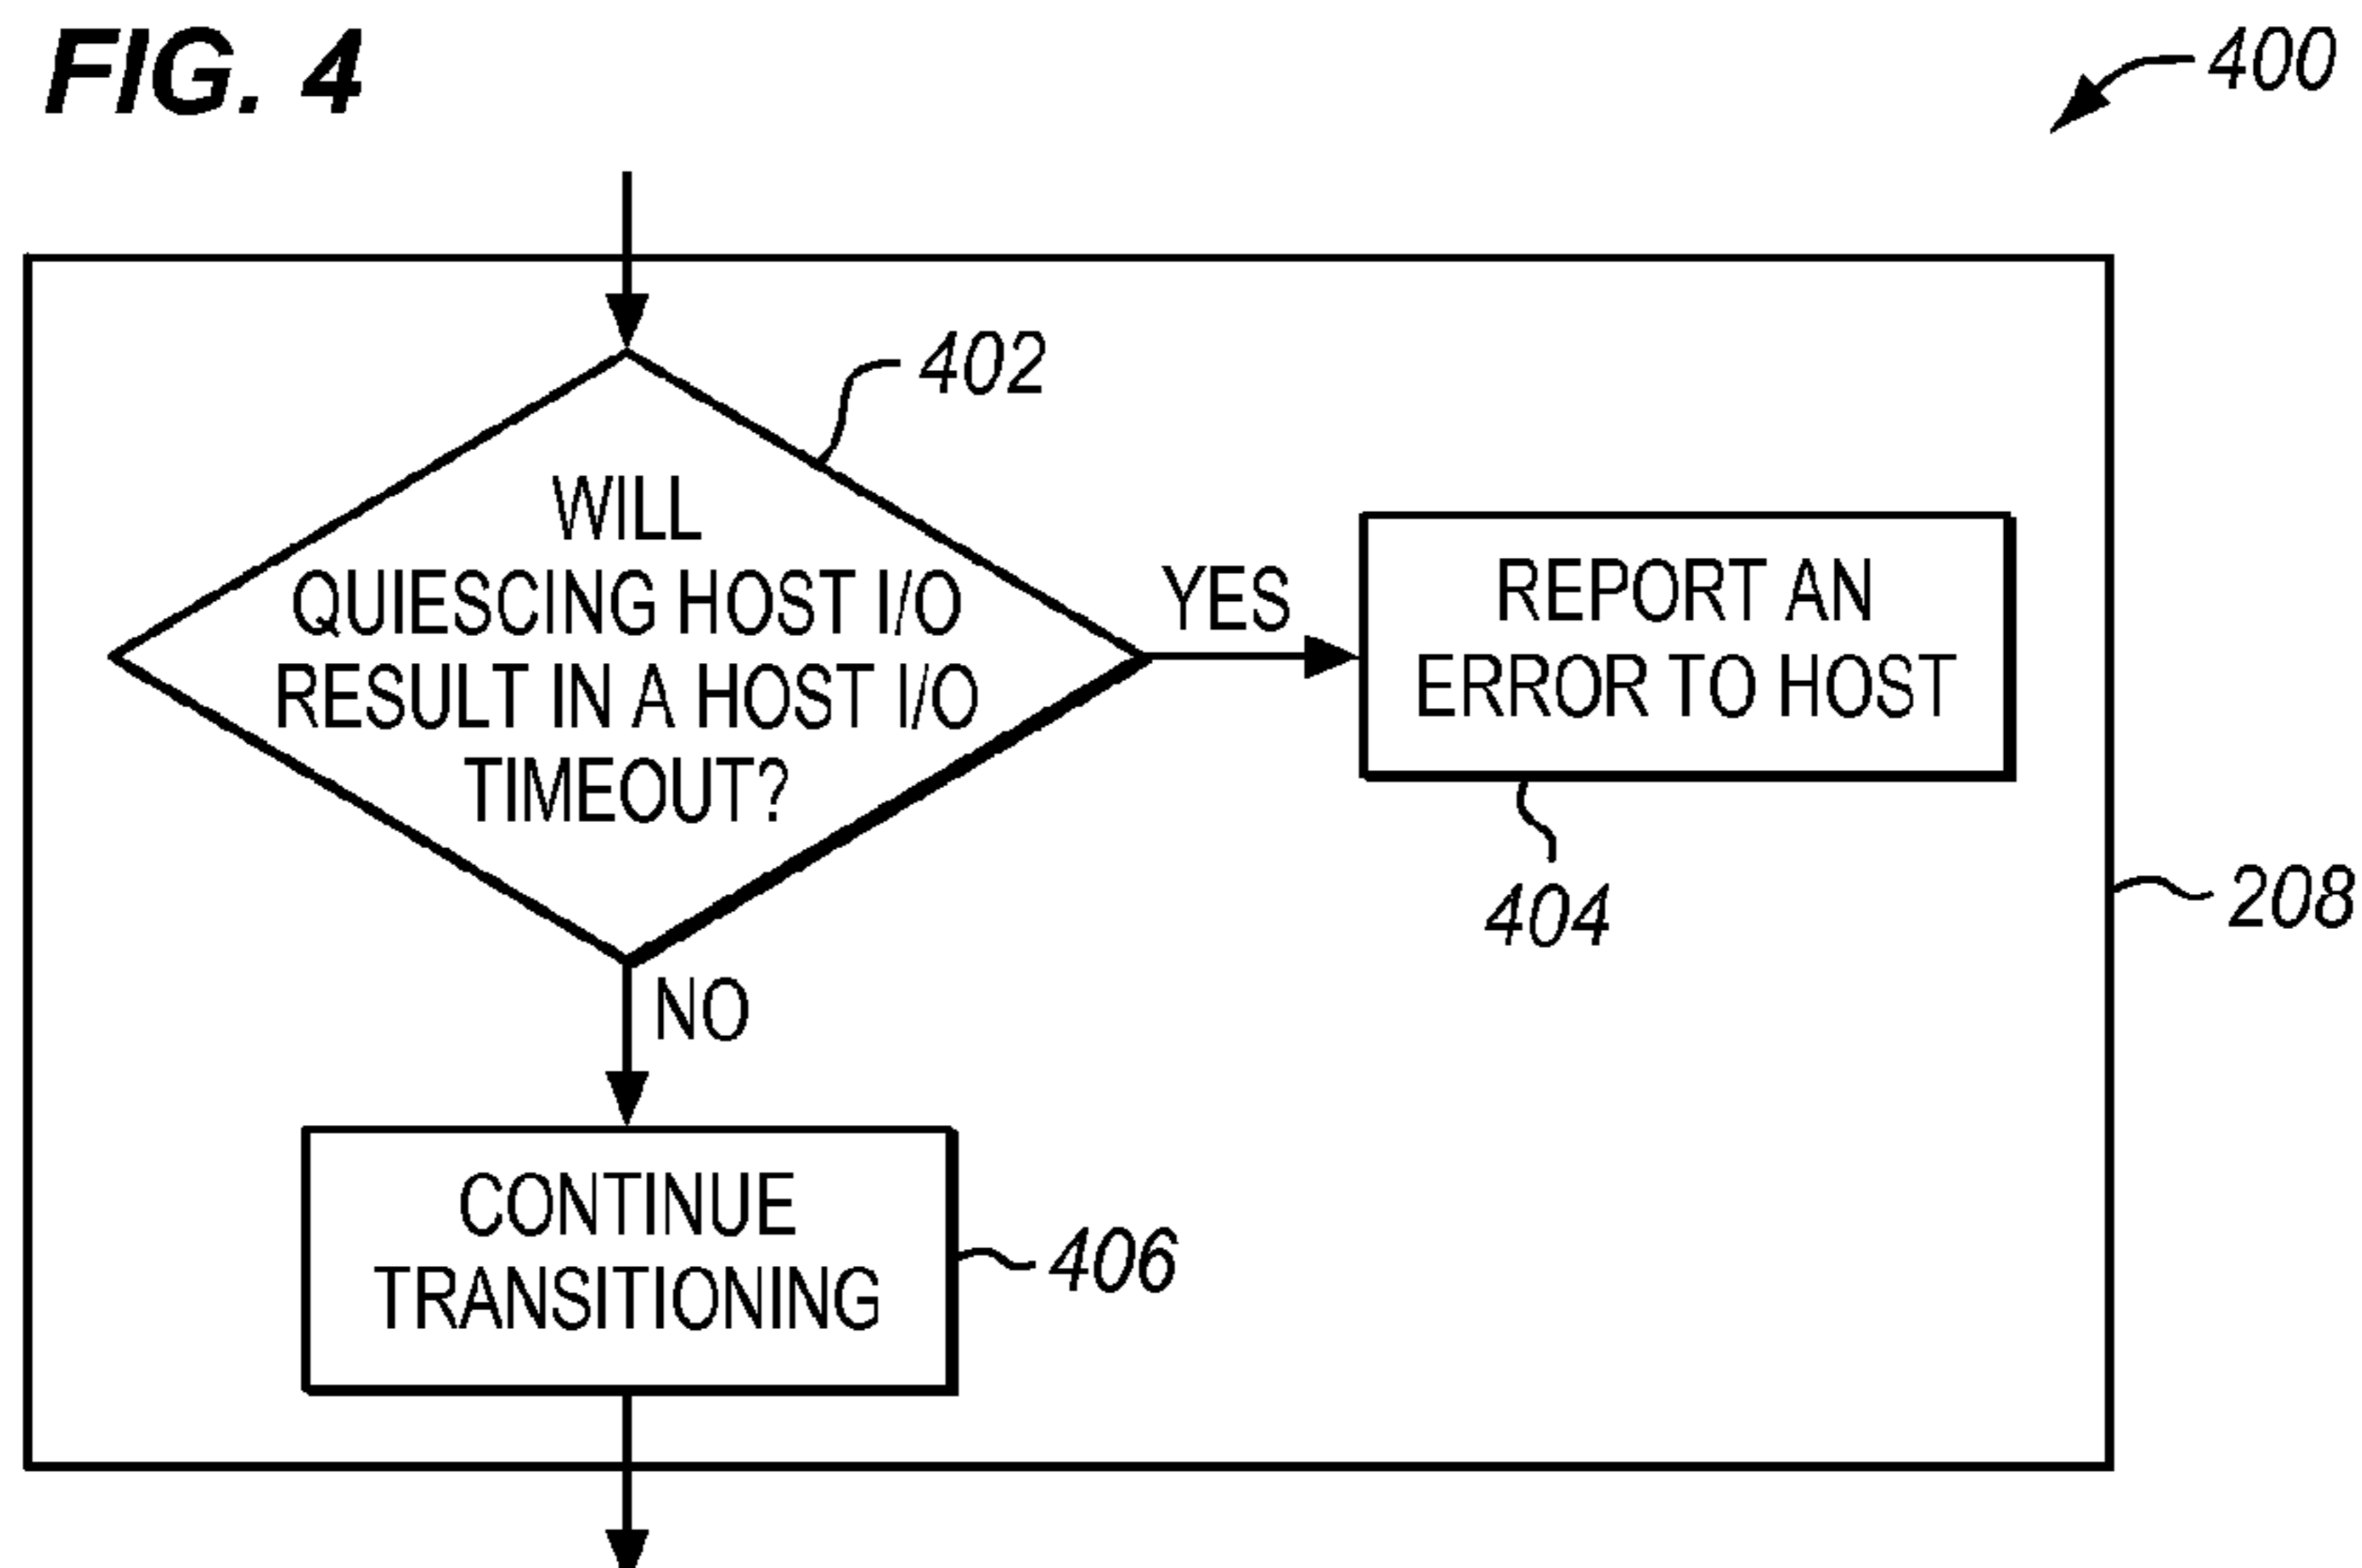 FIG. 4
400
402
WILL
QUIESCING HOST I/O
RESULT IN A HOST I/O
TIMEOUT?
YES
REPORT AN
ERROR TO HOST
404
208
NO
CONTINUE
TRANSITIONING
406